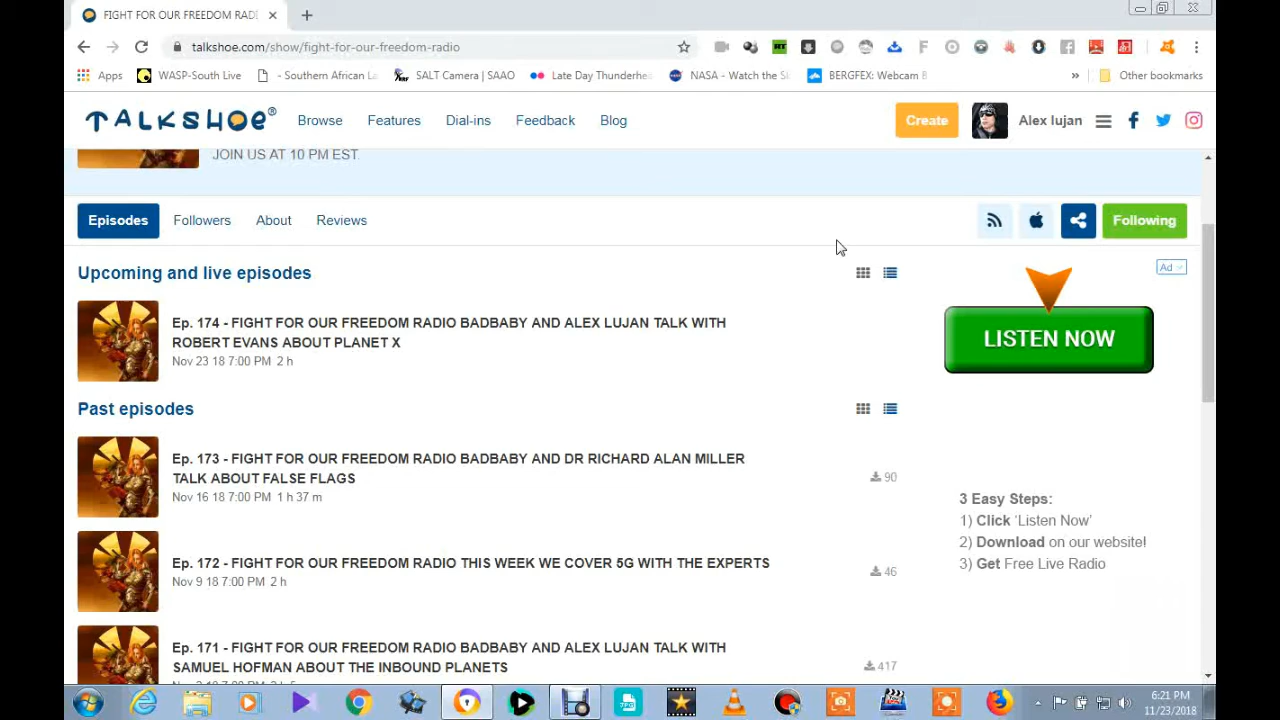 FIGHT FOR OUR FREEDOM RADI
talkshoe.com/show/fight-for-our-freedom-radio
Apps WASP-South Live - Southern African La SALT Camera | SAAO Late Day Thunderhe NASA - Watch the Sk BERGFEX: Webcam B » Other bookmarks
TALKSHOE® Browse Features Dial-ins Feedback Blog Create Alex lujan
JOIN US AT 10 PM EST.
Episodes Followers About Reviews Following
Upcoming and live episodes
Ad
Ep. 174 - FIGHT FOR OUR FREEDOM RADIO BADBABY AND ALEX LUJAN TALK WITH
ROBERT EVANS ABOUT PLANET X
Nov 23 18 7:00 PM 2 h
LISTEN NOW
Past episodes
Ep. 173 - FIGHT FOR OUR FREEDOM RADIO BADBABY AND DR RICHARD ALAN MILLER
TALK ABOUT FALSE FLAGS
Nov 16 18 7:00 PM 1 h 37 m
90
3 Easy Steps:
1) Click ‘Listen Now’
2) Download on our website!
3) Get Free Live Radio
Ep. 172 - FIGHT FOR OUR FREEDOM RADIO THIS WEEK WE COVER 5G WITH THE EXPERTS
Nov 9 18 7:00 PM 2 h
46
Ep. 171 - FIGHT FOR OUR FREEDOM RADIO BADBABY AND ALEX LUJAN TALK WITH
SAMUEL HOFMAN ABOUT THE INBOUND PLANETS
417
6:21 PM
11/23/2018